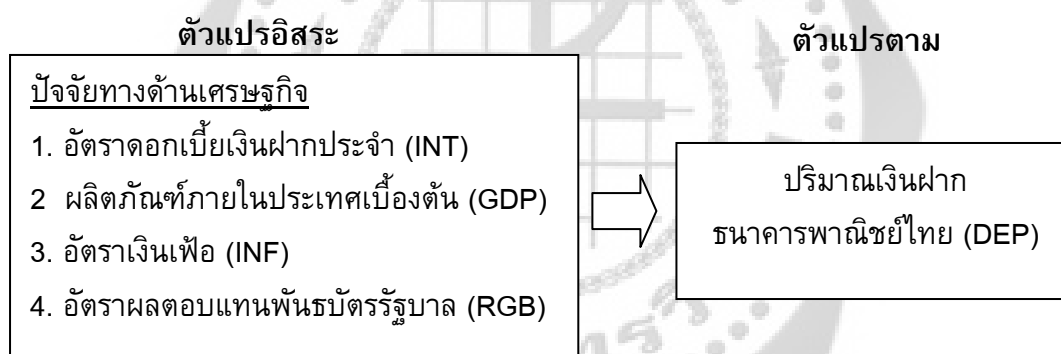 ตัวแปรอิสระ
ตัวแปรตาม
ปัจจัยทางด้านเศรษฐกิจ
1. อัตราดอกเบี้ยเงินฝากประจำ (INT)
2 ผลิตภัณฑ์ภายในประเทศเบื้องต้น (GDP)
3. อัตราเงินเฟ้อ (INF)
4. อัตราผลตอบแทนพันธบัตรรัฐบาล (RGB)
ปริมาณเงินฝาก
ธนาคารพาณิชย์ไทย (DEP)